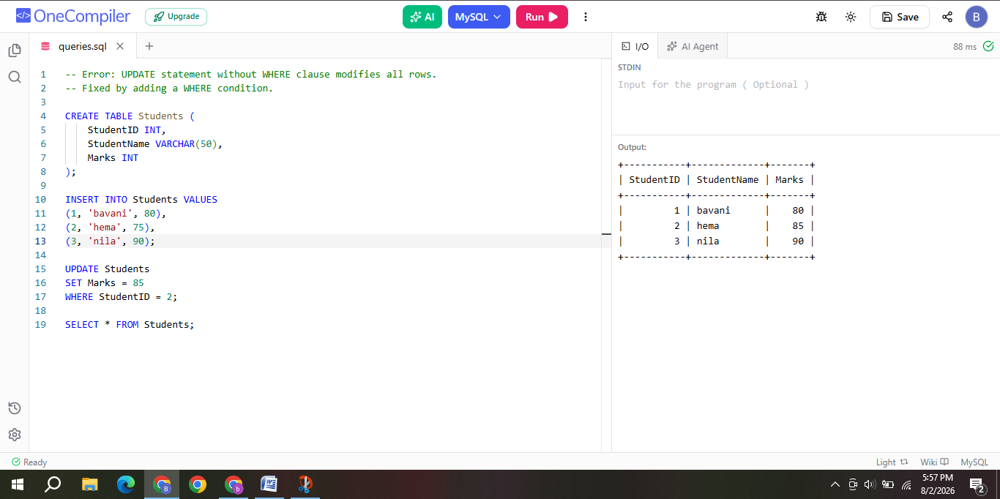 </> OneCompiler Upgrade AI MySQL Run Save B
queries.sql
I/O AI Agent 88 ms
1 -- Error: UPDATE statement without WHERE clause modifies all rows.
2 -- Fixed by adding a WHERE condition.
3
4 CREATE TABLE Students (
5 StudentID INT,
6 StudentName VARCHAR(50),
7 Marks INT
8 );
9
10 INSERT INTO Students VALUES
11 (1, 'bavani', 80),
12 (2, 'hema', 75),
13 (3, 'nila', 90);
14
15 UPDATE Students
16 SET Marks = 85
17 WHERE StudentID = 2;
18
19 SELECT * FROM Students;
STDIN
Input for the program ( Optional )
Output:
+-----------+-------------+-------+
| StudentID | StudentName | Marks |
+-----------+-------------+-------+
|         1 | bavani      |    80 |
|         2 | hema        |    85 |
|         3 | nila        |    90 |
+-----------+-------------+-------+
Ready
Light Wiki MySQL
B b W
5:57 PM
8/2/2026
2